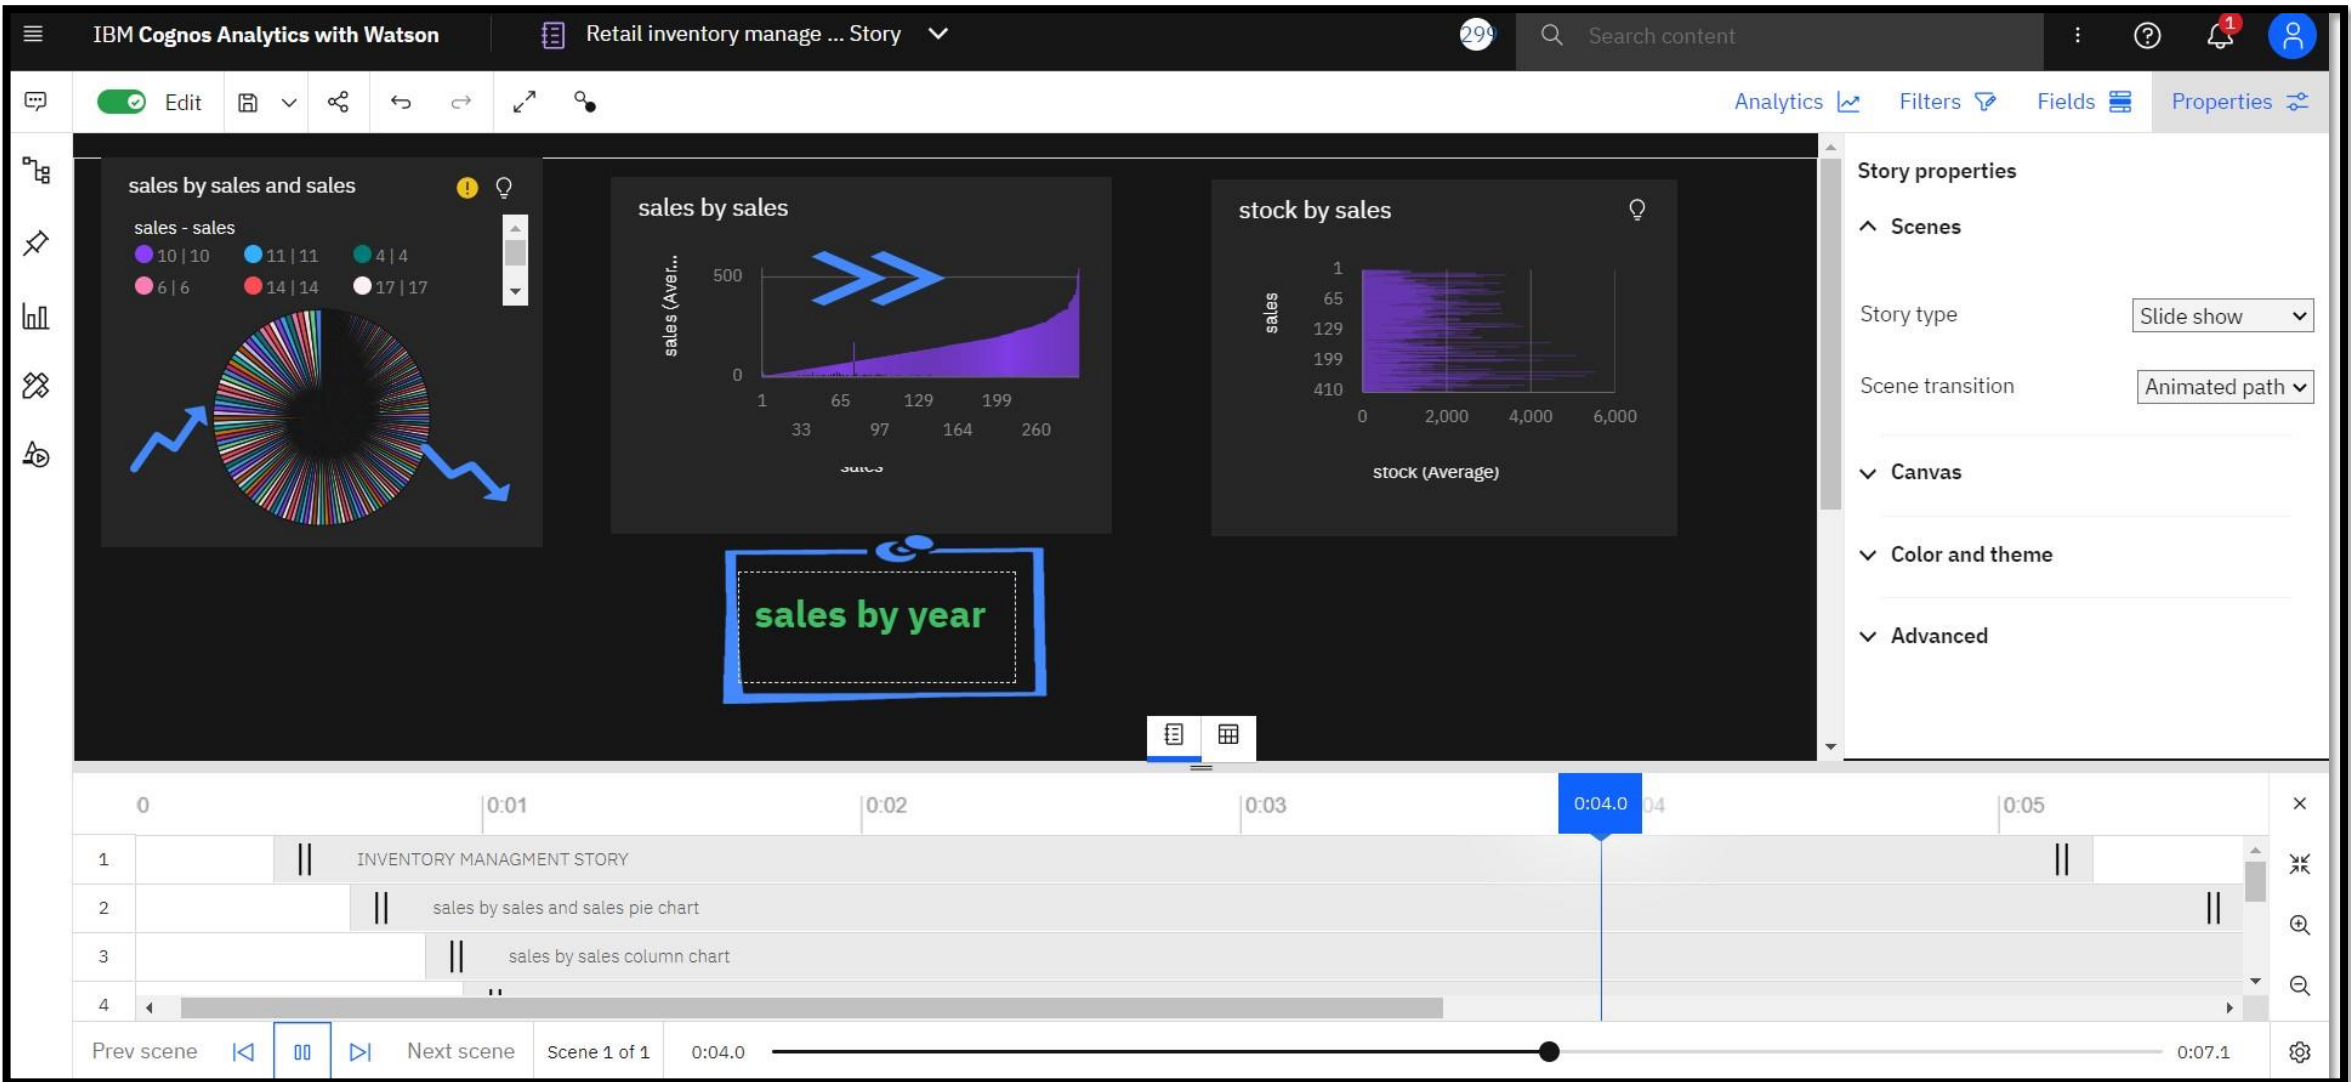 IBM Cognos Analytics with Watson
Retail inventory manage ... Story
299
Search content
1
Edit
Analytics
Filters
Fields
Properties
sales by sales and sales
sales - sales
10 | 10
11 | 11
4 | 4
6 | 6
14 | 14
17 | 17
sales by sales
sales (Aver...
500
0
1
65
129
199
33
97
164
260
sales
stock by sales
sales
1
65
129
199
410
0
2,000
4,000
6,000
stock (Average)
sales by year
Story properties
Scenes
Story type
Slide show
Scene transition
Animated path
Canvas
Color and theme
Advanced
0
0:01
0:02
0:03
0:04.0
04
0:05
1
INVENTORY MANAGMENT STORY
2
sales by sales and sales pie chart
3
sales by sales column chart
4
Prev scene
Next scene
Scene 1 of 1
0:04.0
0:07.1